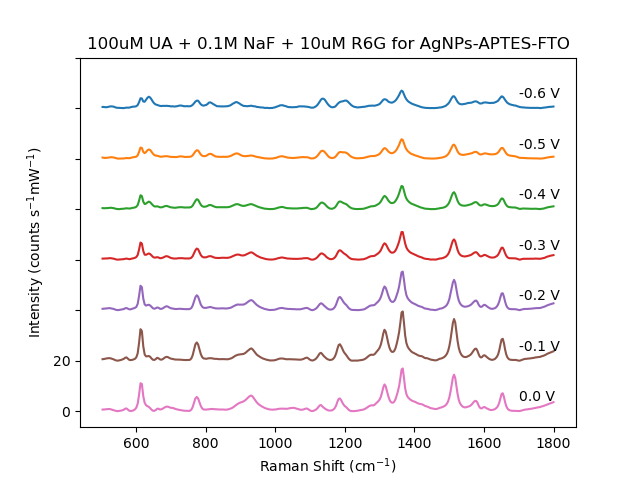 100uM UA + 0.1M NaF + 10uM R6G for AgNPs-APTES-FTO
Intensity (counts s⁻¹mW⁻¹)
-0.6 V
-0.5 V
-0.4 V
-0.3 V
-0.2 V
-0.1 V
0.0 V
20
0
600 800 1000 1200 1400 1600 1800
Raman Shift (cm⁻¹)